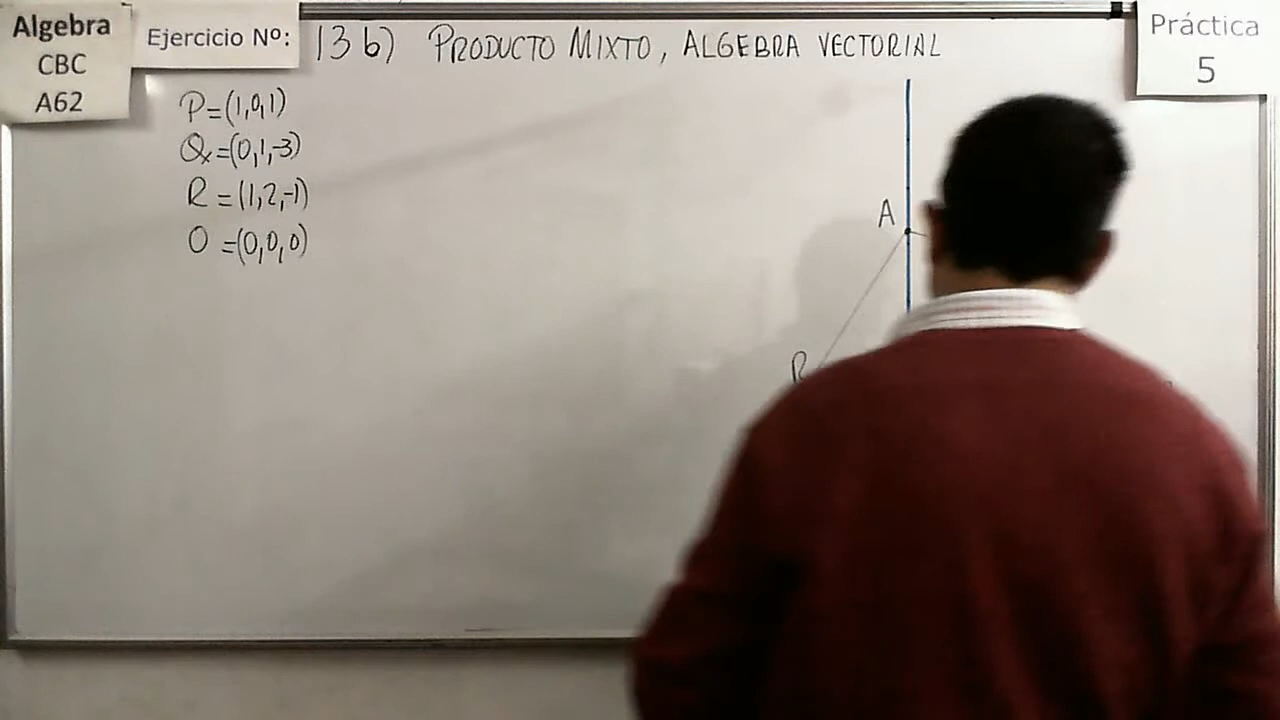 Algebra
CBC
A62
Ejercicio Nº: 13 b) PRODUCTO MIXTO, ALGEBRA VECTORIAL
Práctica
5
P=(1,0,1)
Q=(0,1,-3)
R=(1,2,-1)
O=(0,0,0)
A
R